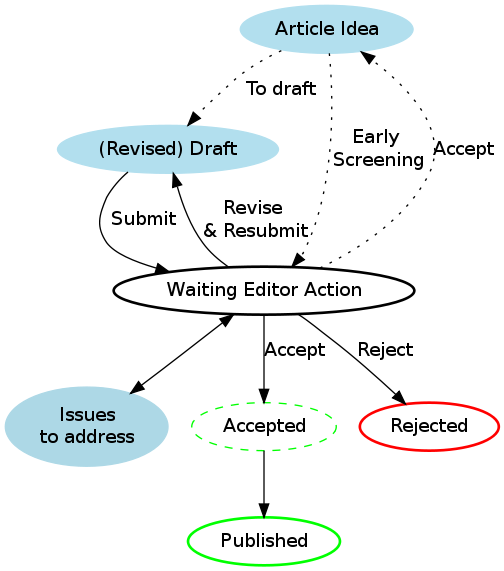 Article Idea
To draft
Early
Screening
Accept
(Revised) Draft
Submit
Revise
& Resubmit
Waiting Editor Action
Accept
Reject
Issues
to address
Accepted
Rejected
Published